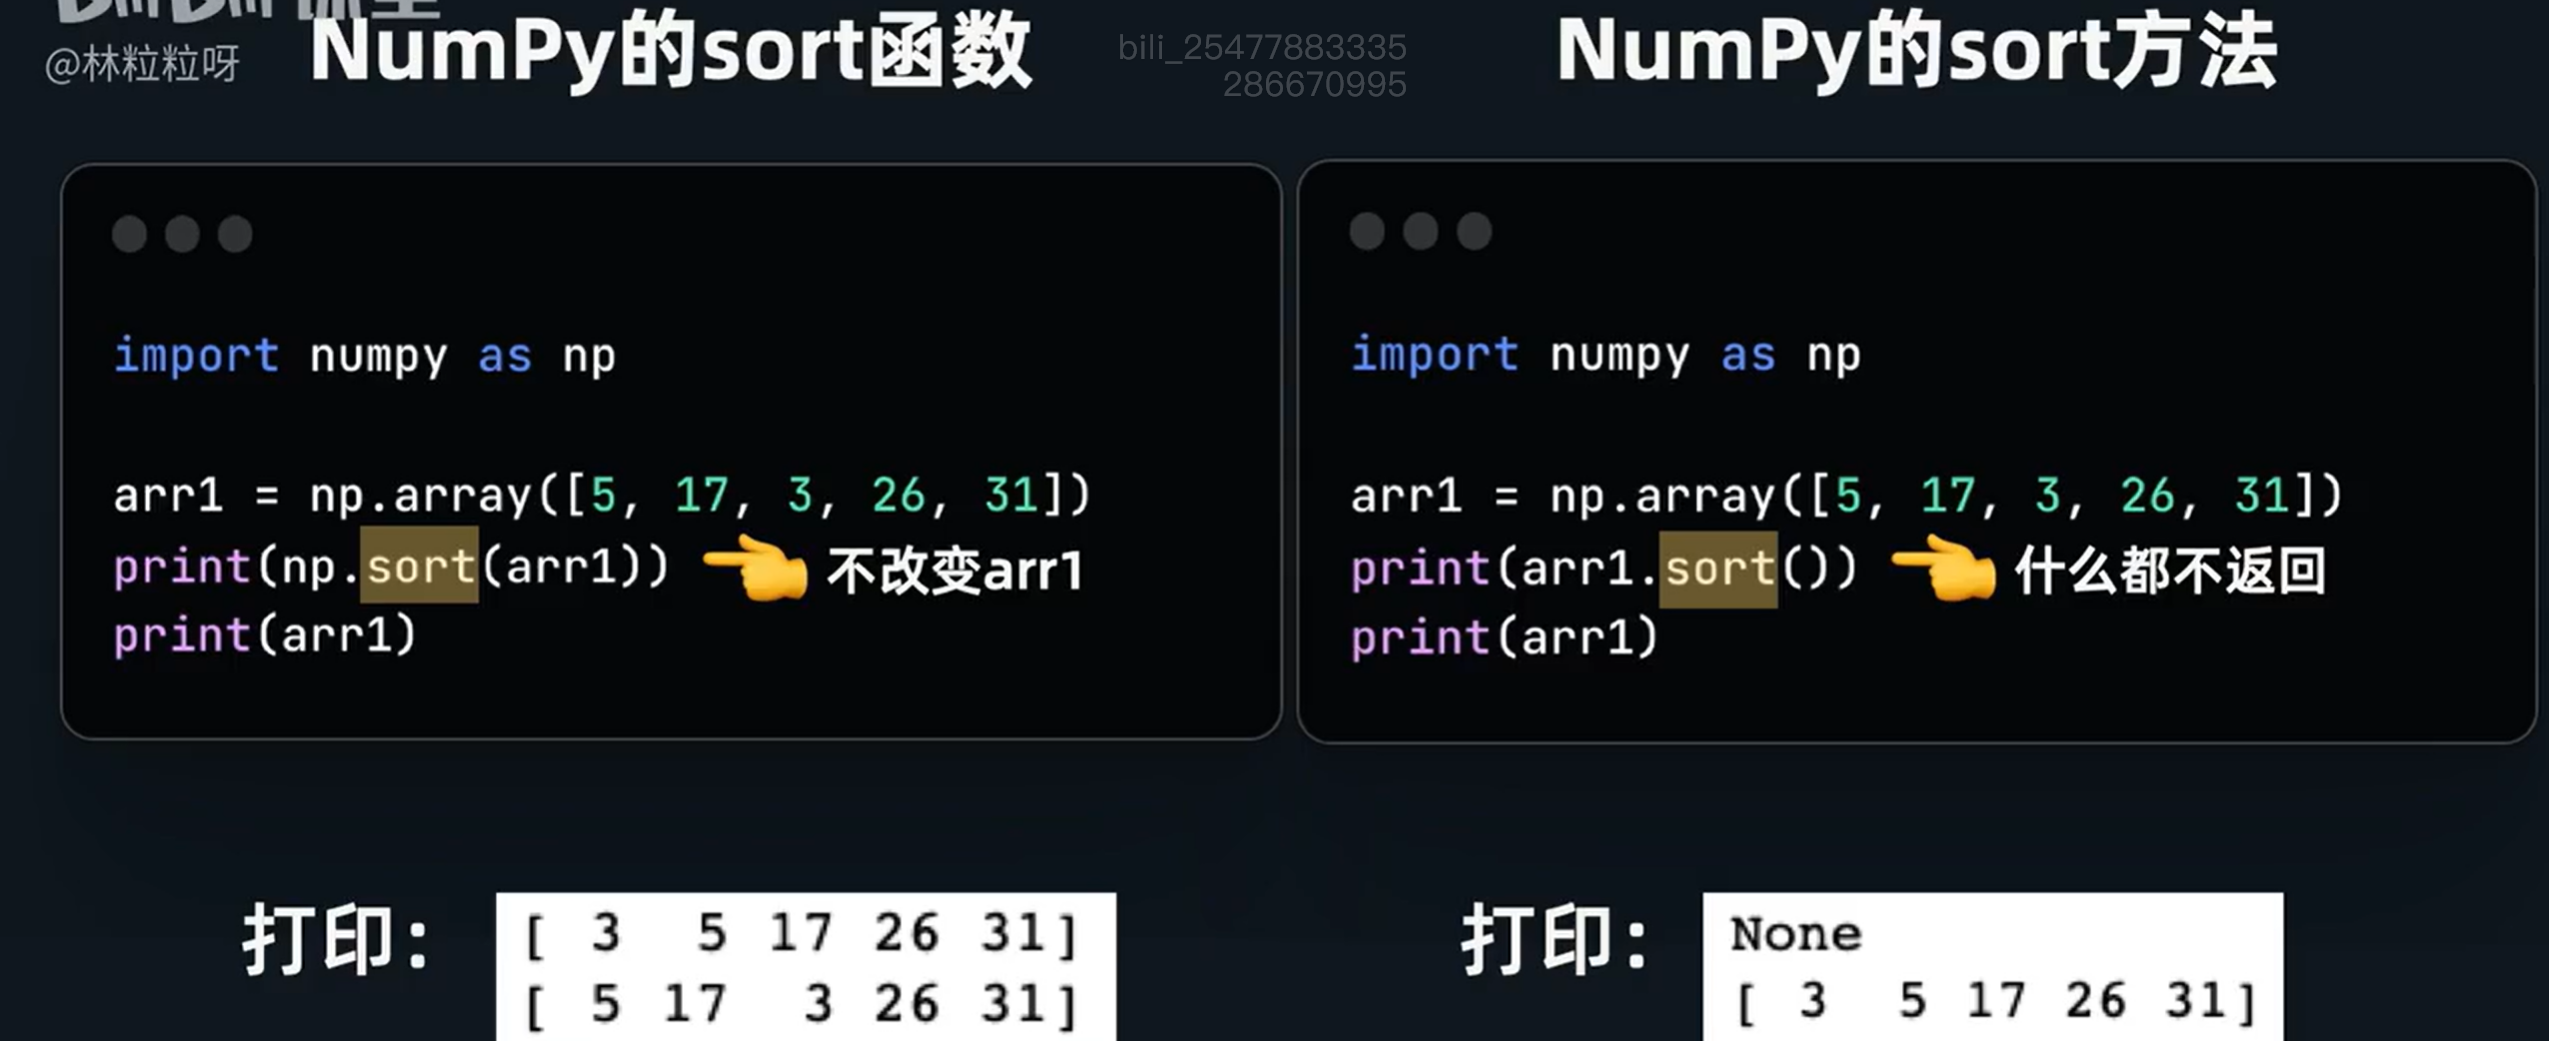 @林粒粒呀
NumPy的sort函数
bili_25477883335
286670995
NumPy的sort方法
import numpy as np
arr1 = np.array([5, 17, 3, 26, 31])
print(np.sort(arr1)) 不改变arr1
print(arr1)
import numpy as np
arr1 = np.array([5, 17, 3, 26, 31])
print(arr1.sort()) 什么都不返回
print(arr1)
打印：
[ 3  5 17 26 31]
[ 5 17  3 26 31]
打印：
None
[ 3  5 17 26 31]